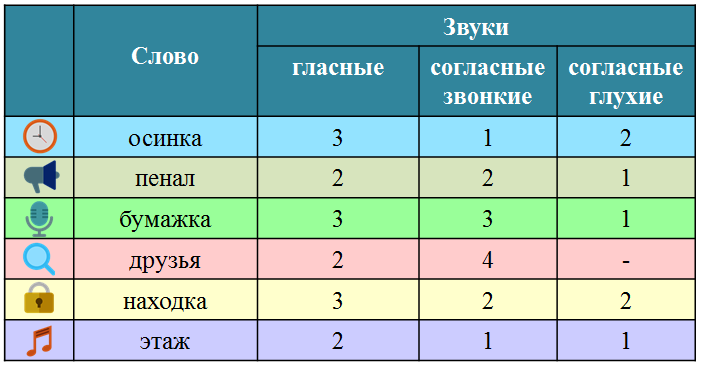 Слово Звуки
гласные согласные звонкие согласные глухие
осинка 3 1 2
пенал 2 2 1
бумажка 3 3 1
друзья 2 4 -
находка 3 2 2
этаж 2 1 1